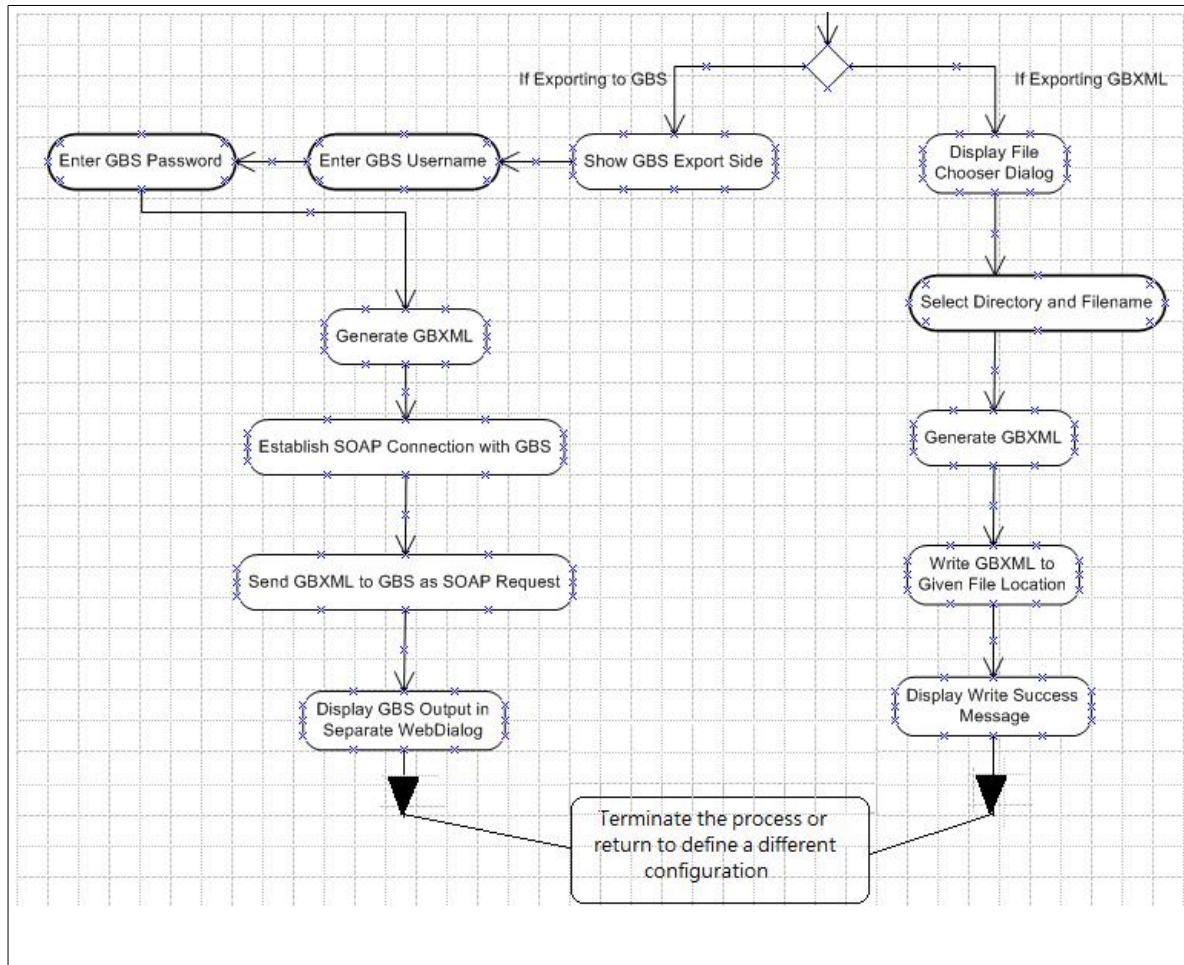 If Exporting to GBS
If Exporting GBXML
Enter GBS Password
Enter GBS Username
Show GBS Export Side
Display File
Chooser Dialog
Select Directory and Filename
Generate GBXML
Establish SOAP Connection with GBS
Generate GBXML
Send GBXML to GBS as SOAP Request
Write GBXML to
Given File Location
Display GBS Output in
Separate WebDialog
Display Write Success
Message
Terminate the process or
return to define a different
configuration